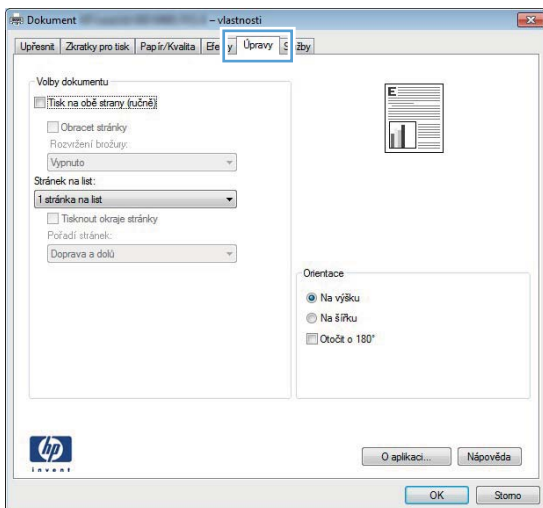 Dokument – vlastnosti
Upřesnit Zkratky pro tisk Papír/Kvalita Úpravy
Volby dokumentu
Tisk na obě strany (ručně)
Obracet stránky
Rozvržení brožury:
Vypnuto
Stránek na list:
1 stránka na list
Tisknout okraje stránky
Pořadí stránek:
Doprava a dolů
E
Orientace
Na výšku
Na šířku
Otočit o 180°
hp
invent
O aplikaci... Nápověda
OK Storno